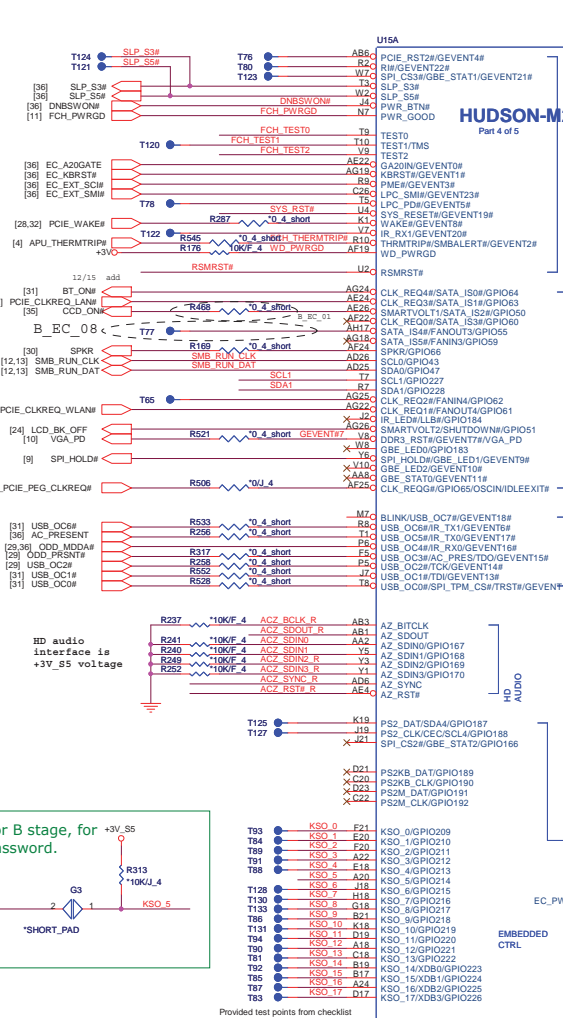 U15A
HUDSON-M
Part 4 of 5
T124 SLP_S3# T76 AB6 PCIE_RST2#/GEVENT4#
T121 SLP_S5# T80 R2 RI#/GEVENT22#
T123 W7 SPI_CS3#/GBE_STAT1/GEVENT21#
[36] SLP_S3# T3 SLP_S3#
[36] SLP_S5# W2 SLP_S5#
[36] DNBSWON# DNBSWON# J4 PWR_BTN#
[11] FCH_PWRGD FCH_PWRGD N7 PWR_GOOD
FCH_TEST0 T9 TEST0
T120 FCH_TEST1 T10 TEST1/TMS
FCH_TEST2 V9 TEST2
[36] EC_A20GATE AE22 GA20IN/GEVENT0#
[36] EC_KBRST# AG19 KBRST#/GEVENT1#
[36] EC_EXT_SCI# R9 PME#/GEVENT3#
[36] EC_EXT_SMI# C26 LPC_SMI#/GEVENT23#
T78 T5 LPC_PD#/GEVENT5#
SYS_RST# U4 SYS_RESET#/GEVENT19#
[28,32] PCIE_WAKE# R287 *0_4_short K1 WAKE#/GEVENT8#
T122 V7 IR_RX1/GEVENT20#
[4] APU_THERMTRIP# R545 *0_4_short FCH_THERMTRIP# R10 THRMTRIP#/SMBALERT#/GEVENT2#
+3V R176 10K/F_4 WD_PWRGD AF19 WD_PWRGD
RSMRST# U2 RSMRST#
12/15 add
[31] BT_ON# AG24 CLK_REQ4#/SATA_IS0#/GPIO64
PCIE_CLKREQ_LAN# AE24 CLK_REQ3#/SATA_IS1#/GPIO63
[35] CCD_ON# R468 *0_4_short AE26 SMARTVOLT1/SATA_IS2#/GPIO50
B_EC_01 AF22 CLK_REQ0#/SATA_IS3#/GPIO60
B_EC_08 T77 AH17 SATA_IS4#/FANOUT3/GPIO55
AG18 SATA_IS5#/FANIN3/GPIO59
[30] SPKR R169 *0_4_short AF24 SPKR/GPIO66
[12,13] SMB_RUN_CLK SMB_RUN_CLK AD26 SCL0/GPIO43
[12,13] SMB_RUN_DAT SMB_RUN_DAT AD25 SDA0/GPIO47
SCL1 T7 SCL1/GPIO227
SDA1 R7 SDA1/GPIO228
T65 AG25 CLK_REQ2#/FANIN4/GPIO62
PCIE_CLKREQ_WLAN# AG22 CLK_REQ1#/FANOUT4/GPIO61
J2 IR_LED#/LLB#/GPIO184
[24] LCD_BK_OFF AG26 SMARTVOLT2/SHUTDOWN#/GPIO51
[10] VGA_PD R521 *0_4_short GEVENT#7 V8 DDR3_RST#/GEVENT7#/VGA_PD
W8 GBE_LED0/GPIO183
[9] SPI_HOLD# Y6 SPI_HOLD#/GBE_LED1/GEVENT9#
V10 GBE_LED2/GEVENT10#
AA8 GBE_STAT0/GEVENT11#
PCIE_PEG_CLKREQ# R506 *0/J_4 AF25 CLK_REQG#/GPIO65/OSCIN/IDLEEXIT#
M7 BLINK/USB_OC7#/GEVENT18#
[31] USB_OC6# R533 *0_4_short R8 USB_OC6#/IR_TX1/GEVENT6#
[36] AC_PRESENT R256 *0_4_short T1 USB_OC5#/IR_TX0/GEVENT17#
[29,36] ODD_MDDA# P6 USB_OC4#/IR_RX0/GEVENT16#
[29] ODD_PRSNT# R317 *0_4_short F5 USB_OC3#/AC_PRES/TDO/GEVENT15#
[29] USB_OC2# R258 *0_4_short P5 USB_OC2#/TCK/GEVENT14#
[31] USB_OC1# R552 *0_4_short J7 USB_OC1#/TDI/GEVENT13#
[31] USB_OC0# R528 *0_4_short T8 USB_OC0#/SPI_TPM_CS#/TRST#/GEVENT
R237 *10K/F_4 ACZ_BCLK_R AB3 AZ_BITCLK
ACZ_SDOUT_R AB1 AZ_SDOUT
R241 *10K/F_4 ACZ_SDIN0 AA2 AZ_SDIN0/GPIO167
R240 *10K/F_4 ACZ_SDIN1 Y5 AZ_SDIN1/GPIO168
R249 *10K/F_4 ACZ_SDIN2_R Y3 AZ_SDIN2/GPIO169
R252 *10K/F_4 ACZ_SDIN3_R Y1 AZ_SDIN3/GPIO170
ACZ_SYNC_R AD6 AZ_SYNC
ACZ_RST#_R AE4 AZ_RST#
HD audio
interface is
+3V_S5 voltage
HD
AUDIO
T125 K19 PS2_DAT/SDA4/GPIO187
T127 J19 PS2_CLK/CEC/SCL4/GPIO188
J21 SPI_CS2#/GBE_STAT2/GPIO166
D21 PS2KB_DAT/GPIO189
C20 PS2KB_CLK/GPIO190
D23 PS2M_DAT/GPIO191
C22 PS2M_CLK/GPIO192
T93 KSO_0 F21 KSO_0/GPIO209
T84 KSO_1 E20 KSO_1/GPIO210
T89 KSO_2 F20 KSO_2/GPIO211
T91 KSO_3 A22 KSO_3/GPIO212
T88 KSO_4 E18 KSO_4/GPIO213
KSO_5 A20 KSO_5/GPIO214
T128 KSO_6 J18 KSO_6/GPIO215
T130 KSO_7 H18 KSO_7/GPIO216
T133 KSO_8 G18 KSO_8/GPIO217
T86 KSO_9 B21 KSO_9/GPIO218
T131 KSO_10 K18 KSO_10/GPIO219
T94 KSO_11 D19 KSO_11/GPIO220
T90 KSO_12 A18 KSO_12/GPIO221
T81 KSO_13 C18 KSO_13/GPIO222
T92 KSO_14 B19 KSO_14/XDB0/GPIO223
T85 KSO_15 B17 KSO_15/XDB1/GPIO224
T87 KSO_16 A24 KSO_16/XDB2/GPIO225
T83 KSO_17 D17 KSO_17/XDB3/GPIO226
EC_PW
EMBEDDED
CTRL
or B stage, for
assword.
+3V_S5
R313
*10K/J_4
G3
2 1 KSO_5
*SHORT_PAD
Provided test points from checklist